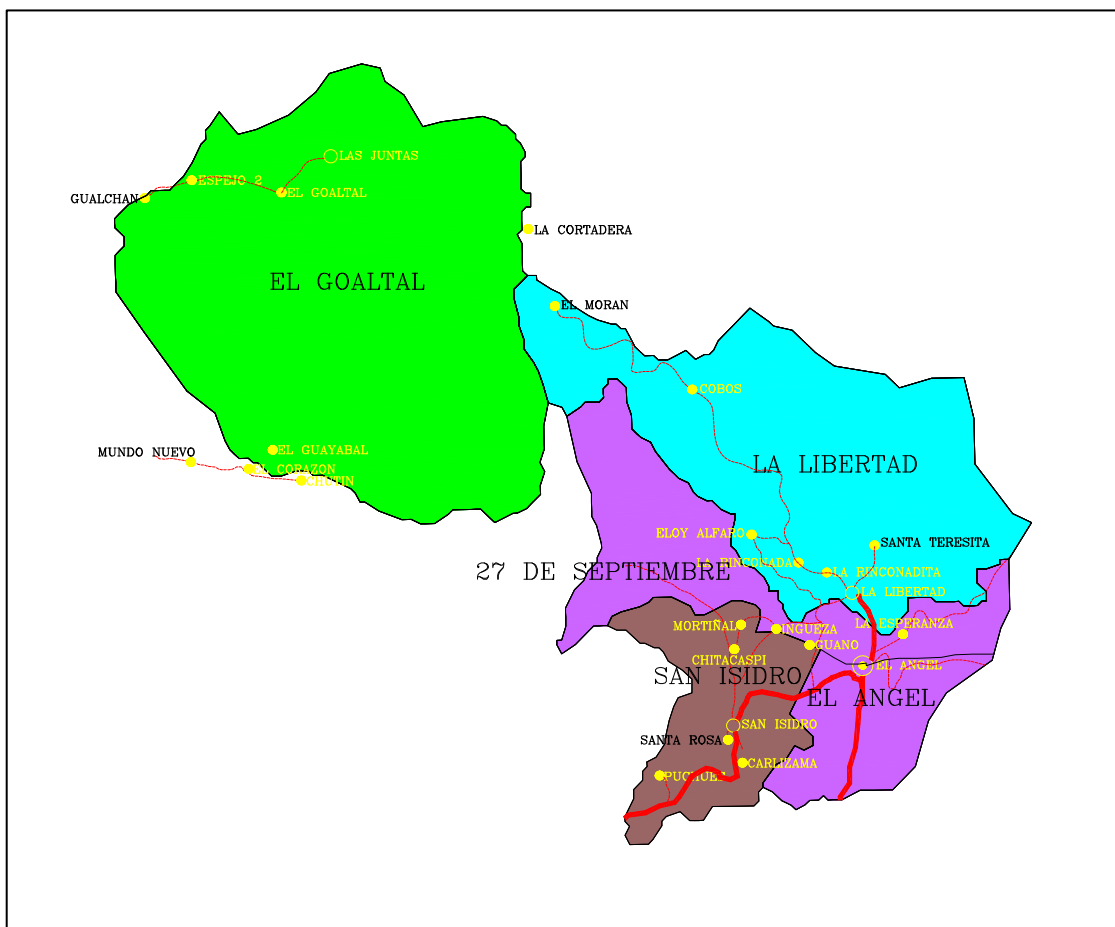 LAS JUNTAS
ESPEJO 2
EL GOALTAL
GUALCHAN
LA CORTADERA
EL GOALTAL
EL MORAN
COBOS
MUNDO NUEVO
EL GUAYABAL
EL CORAZON
CHUTIN
LA LIBERTAD
ELOY ALFARO
SANTA TERESITA
LA RINCONADA
27 DE SEPTIEMBRE
LA RINCONADITA
LA LIBERTAD
MORTIÑAL
INGUEZA
LA ESPERANZA
GUANO
CHITACASPI
EL ANGEL
SAN ISIDRO
EL ANGEL
SAN ISIDRO
SANTA ROSA
CARLIZAMA
PUCHUES